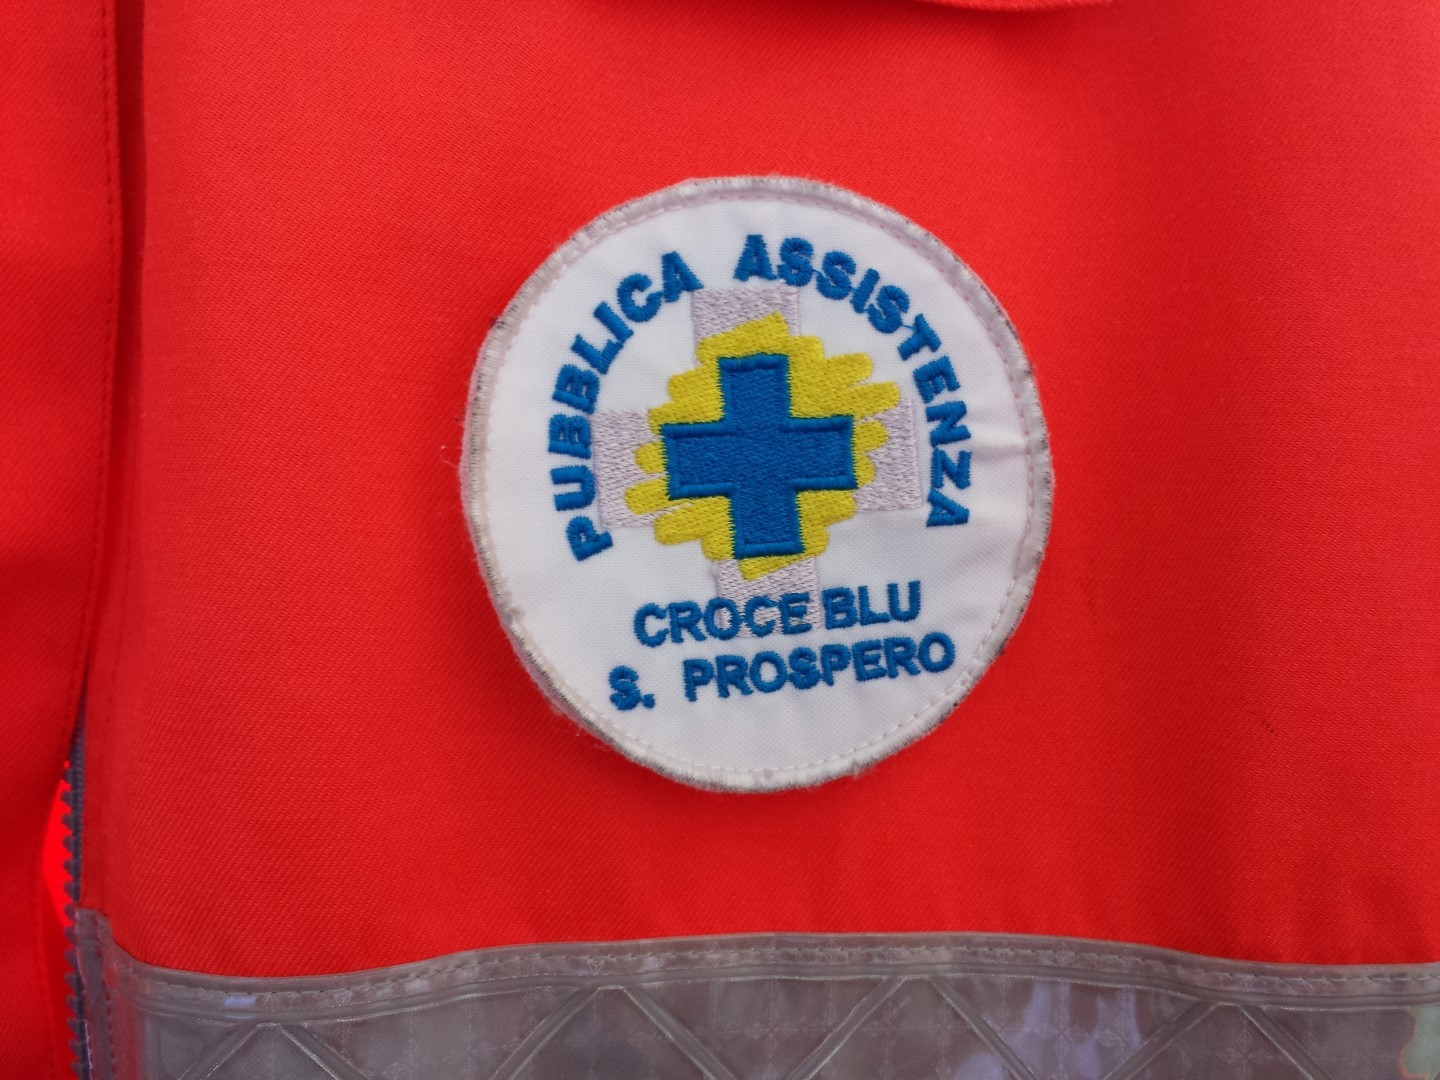 PUBBLICA ASSISTENZA
CROCE BLU
S. PROSPERO